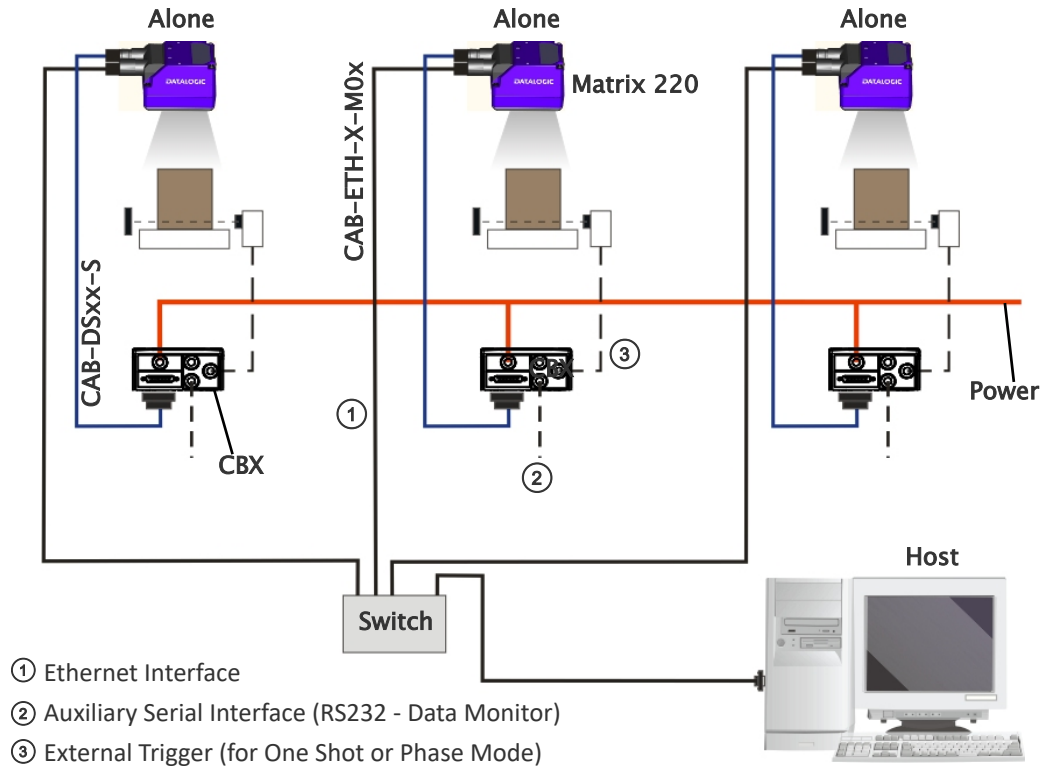 Alone
Alone
Alone
DATALOGIC
DATALOGIC
DATALOGIC
Matrix 220
CAB-ETH-X-M0x
CAB-DSxx-S
3
1
Power
CBX
2
Host
Switch
1 Ethernet Interface
2 Auxiliary Serial Interface (RS232 - Data Monitor)
3 External Trigger (for One Shot or Phase Mode)